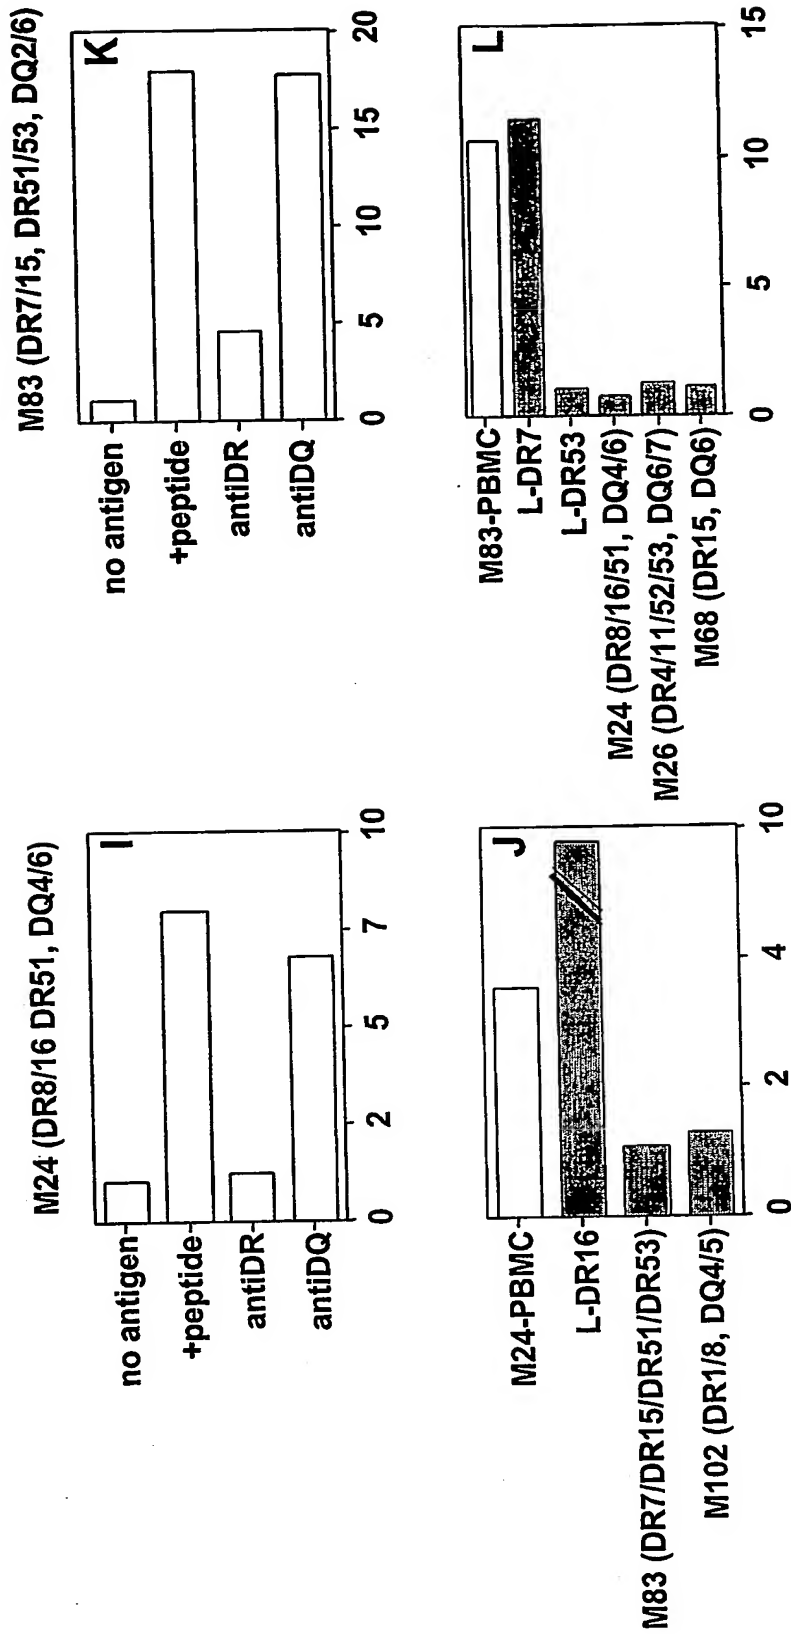 M24 (DR8/16 DR51, DQ4/6)
I
no antigen
+peptide
antiDR
antiDQ
0 2 5 7 10
M83 (DR7/15, DR51/53, DQ2/6)
K
no antigen
+peptide
antiDR
antiDQ
0 5 10 15 20
J
M24-PBMC
L-DR16
M83 (DR7/DR15/DR51/DR53)
M102 (DR1/8, DQ4/5)
0 2 4 10
L
M83-PBMC
L-DR7
L-DR53
M24 (DR8/16/51, DQ4/6)
M26 (DR4/11/52/53, DQ6/7)
M68 (DR15, DQ6)
0 5 10 15